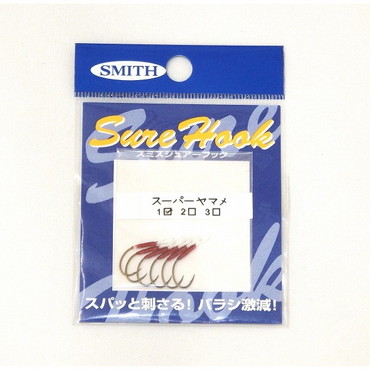 SMITH
Sure Hook
スミスシュアーフック
スーパーヤマメ
1☑ 2☐ 3☐
スパッと刺さる! バラシ激減!